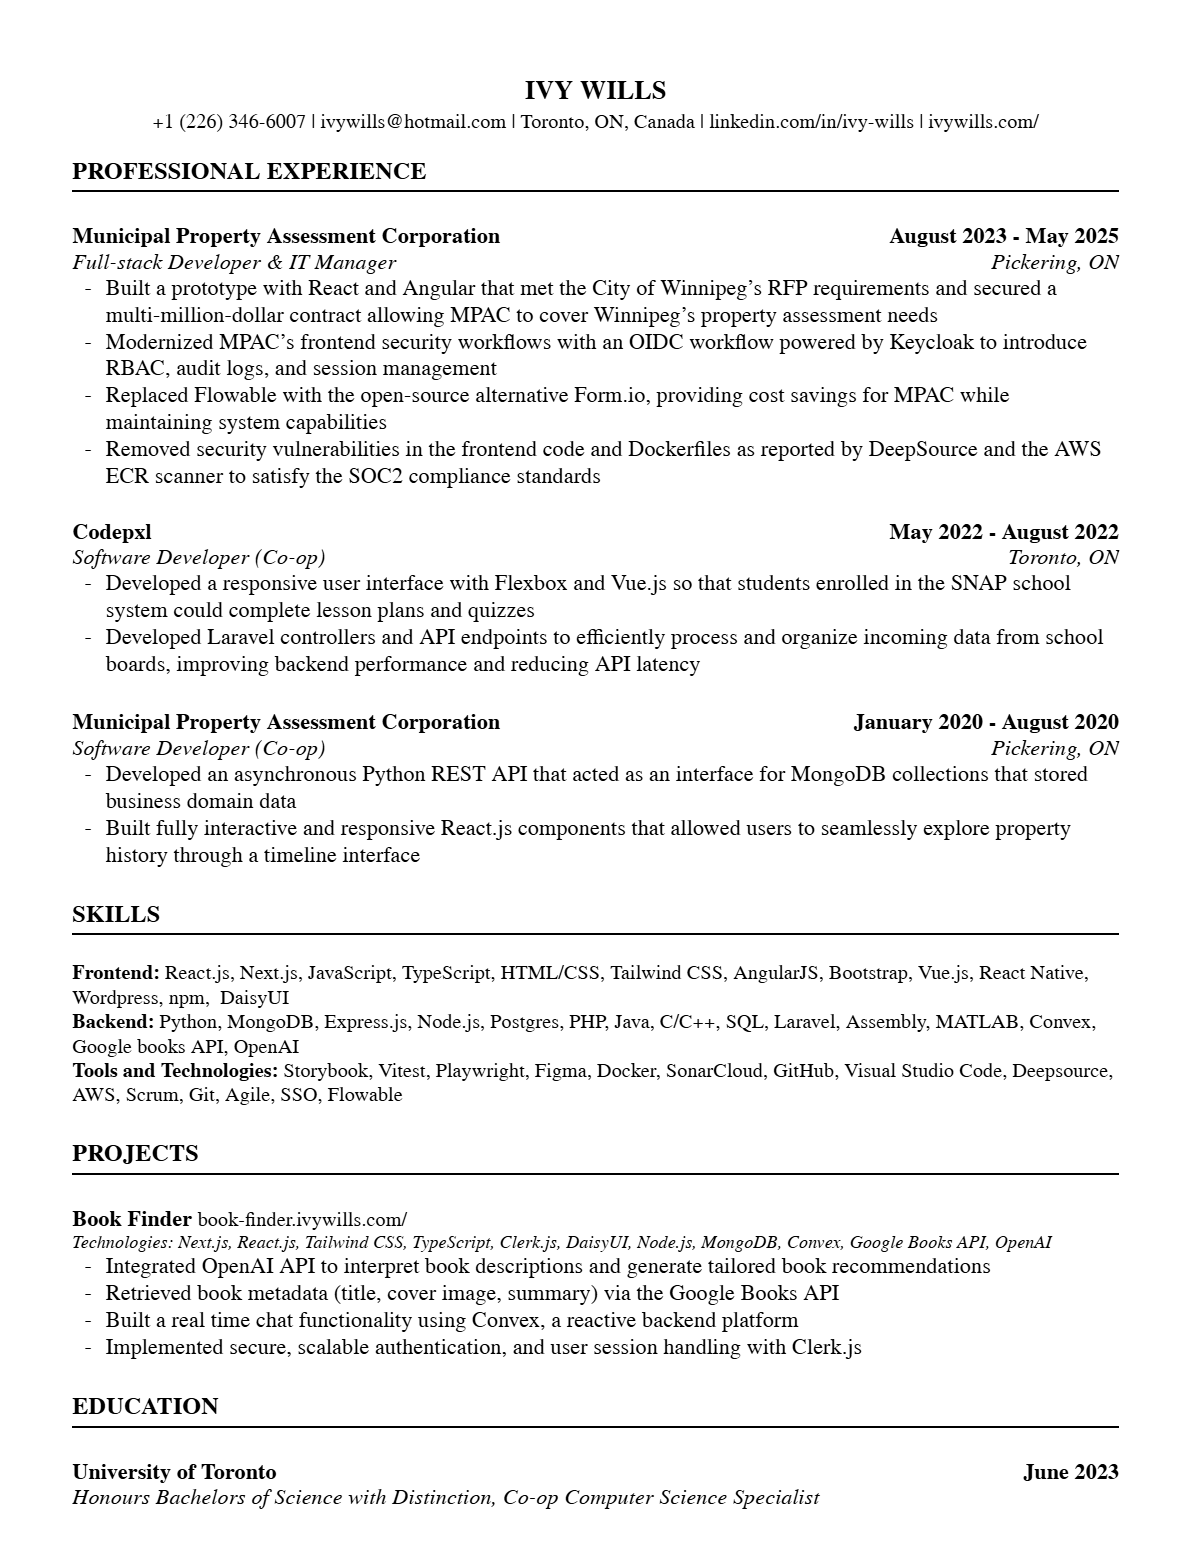 IVY WILLS
+1 (226) 346-6007 | ivywills@hotmail.com | Toronto, ON, Canada | linkedin.com/in/ivy-wills | ivywills.com/
PROFESSIONAL EXPERIENCE
Municipal Property Assessment Corporation August 2023 - May 2025
Full-stack Developer & IT Manager Pickering, ON
- Built a prototype with React and Angular that met the City of Winnipeg’s RFP requirements and secured a
multi-million-dollar contract allowing MPAC to cover Winnipeg’s property assessment needs
- Modernized MPAC’s frontend security workflows with an OIDC workflow powered by Keycloak to introduce
RBAC, audit logs, and session management
- Replaced Flowable with the open-source alternative Form.io, providing cost savings for MPAC while
maintaining system capabilities
- Removed security vulnerabilities in the frontend code and Dockerfiles as reported by DeepSource and the AWS
ECR scanner to satisfy the SOC2 compliance standards
Codepxl May 2022 - August 2022
Software Developer (Co-op) Toronto, ON
- Developed a responsive user interface with Flexbox and Vue.js so that students enrolled in the SNAP school
system could complete lesson plans and quizzes
- Developed Laravel controllers and API endpoints to efficiently process and organize incoming data from school
boards, improving backend performance and reducing API latency
Municipal Property Assessment Corporation January 2020 - August 2020
Software Developer (Co-op) Pickering, ON
- Developed an asynchronous Python REST API that acted as an interface for MongoDB collections that stored
business domain data
- Built fully interactive and responsive React.js components that allowed users to seamlessly explore property
history through a timeline interface
SKILLS
Frontend: React.js, Next.js, JavaScript, TypeScript, HTML/CSS, Tailwind CSS, AngularJS, Bootstrap, Vue.js, React Native,
Wordpress, npm, DaisyUI
Backend: Python, MongoDB, Express.js, Node.js, Postgres, PHP, Java, C/C++, SQL, Laravel, Assembly, MATLAB, Convex,
Google books API, OpenAI
Tools and Technologies: Storybook, Vitest, Playwright, Figma, Docker, SonarCloud, GitHub, Visual Studio Code, Deepsource,
AWS, Scrum, Git, Agile, SSO, Flowable
PROJECTS
Book Finder book-finder.ivywills.com/
Technologies: Next.js, React.js, Tailwind CSS, TypeScript, Clerk.js, DaisyUI, Node.js, MongoDB, Convex, Google Books API, OpenAI
- Integrated OpenAI API to interpret book descriptions and generate tailored book recommendations
- Retrieved book metadata (title, cover image, summary) via the Google Books API
- Built a real time chat functionality using Convex, a reactive backend platform
- Implemented secure, scalable authentication, and user session handling with Clerk.js
EDUCATION
University of Toronto June 2023
Honours Bachelors of Science with Distinction, Co-op Computer Science Specialist